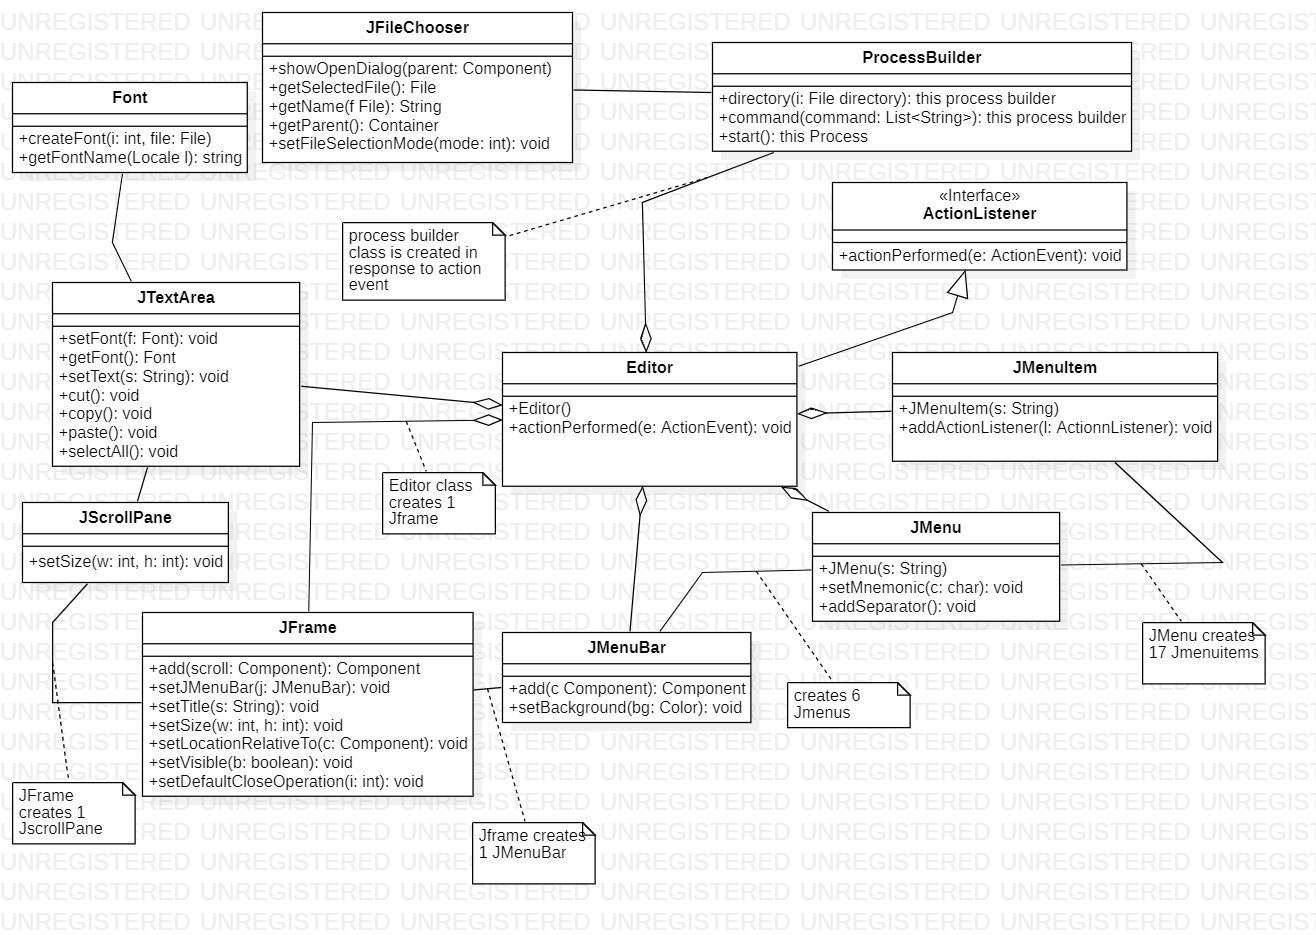 JFileChooser
+showOpenDialog(parent: Component)
+getSelectedFile(): File
+getName(f File): String
+getParent(): Container
+setFileSelectionMode(mode: int): void
ProcessBuilder
+directory(i: File directory): this process builder
+command(command: List<String>): this process builder
+start(): this Process
Font
+createFont(i: int, file: File)
+getFontName(Locale l): string
«Interface»
ActionListener
+actionPerformed(e: ActionEvent): void
process builder
class is created in
response to action
event
JTextArea
+setFont(f: Font): void
+getFont(): Font
+setText(s: String): void
+cut(): void
+copy(): void
+paste(): void
+selectAll(): void
Editor
+Editor()
+actionPerformed(e: ActionEvent): void
JMenuItem
+JMenuItem(s: String)
+addActionListener(l: ActionnListener): void
Editor class
creates 1
Jframe
JScrollPane
+setSize(w: int, h: int): void
JMenu
+JMenu(s: String)
+setMnemonic(c: char): void
+addSeparator(): void
JFrame
+add(scroll: Component): Component
+setJMenuBar(j: JMenuBar): void
+setTitle(s: String): void
+setSize(w: int, h: int): void
+setLocationRelativeTo(c: Component): void
+setVisible(b: boolean): void
+setDefaultCloseOperation(i: int): void
JMenuBar
+add(c Component): Component
+setBackground(bg: Color): void
JMenu creates
17 Jmenuitems
creates 6
Jmenus
JFrame
creates 1
JscrollPane
Jframe creates
1 JMenuBar
UNREGISTERED